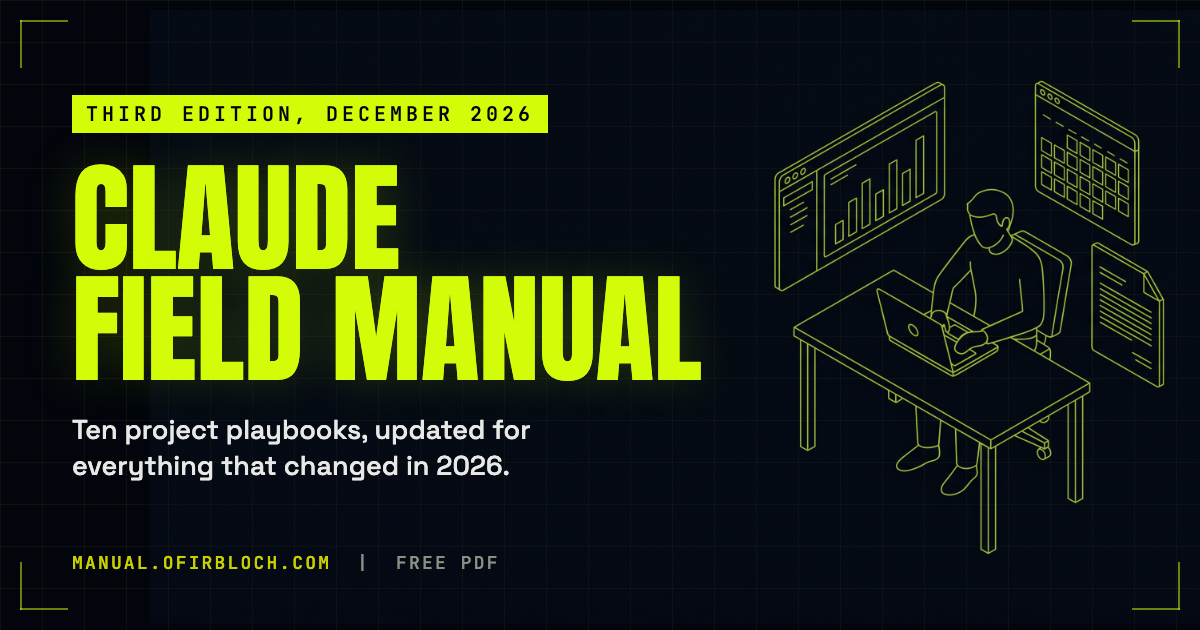 THIRD EDITION, DECEMBER 2026
CLAUDE
FIELD MANUAL
Ten project playbooks, updated for
everything that changed in 2026.
MANUAL.OFIRBLOCH.COM | FREE PDF